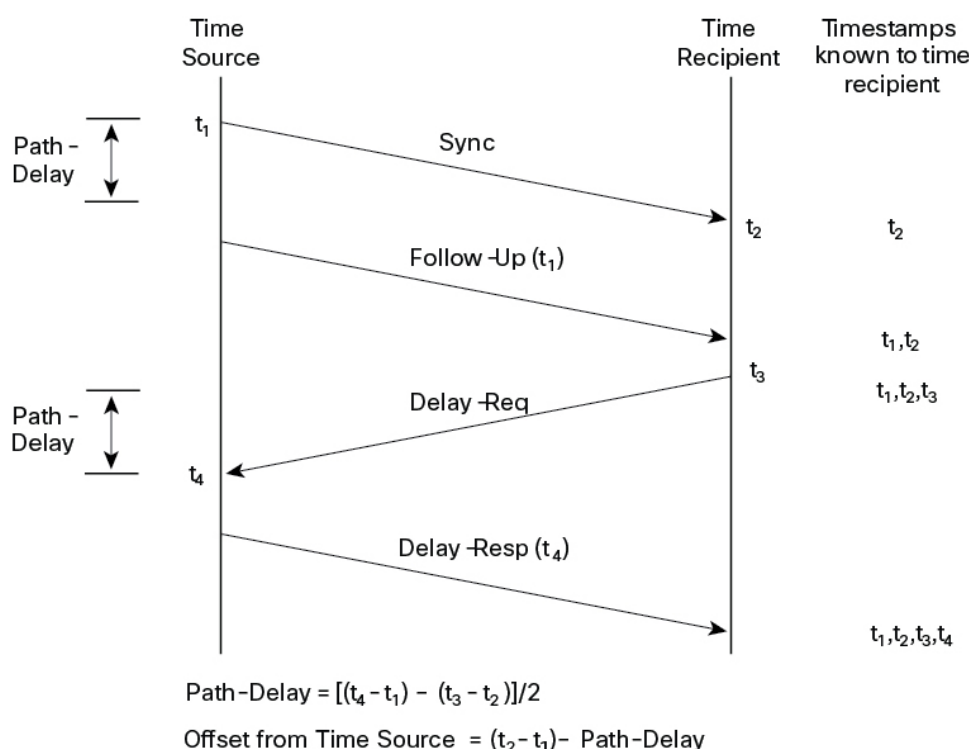 Time
Source
Time
Recipient
Timestamps
known to time
recipient
Path-
Delay
t₁
Sync
t₂
t₂
Follow-Up (t₁)
t₁,t₂
t₃
t₁,t₂,t₃
Path-
Delay
Delay-Req
t₄
Delay-Resp (t₄)
t₁,t₂,t₃,t₄
Path-Delay = [(t₄-t₁) - (t₃-t₂)]/2
Offset from Time Source = (t₂-t₁)- Path-Delay